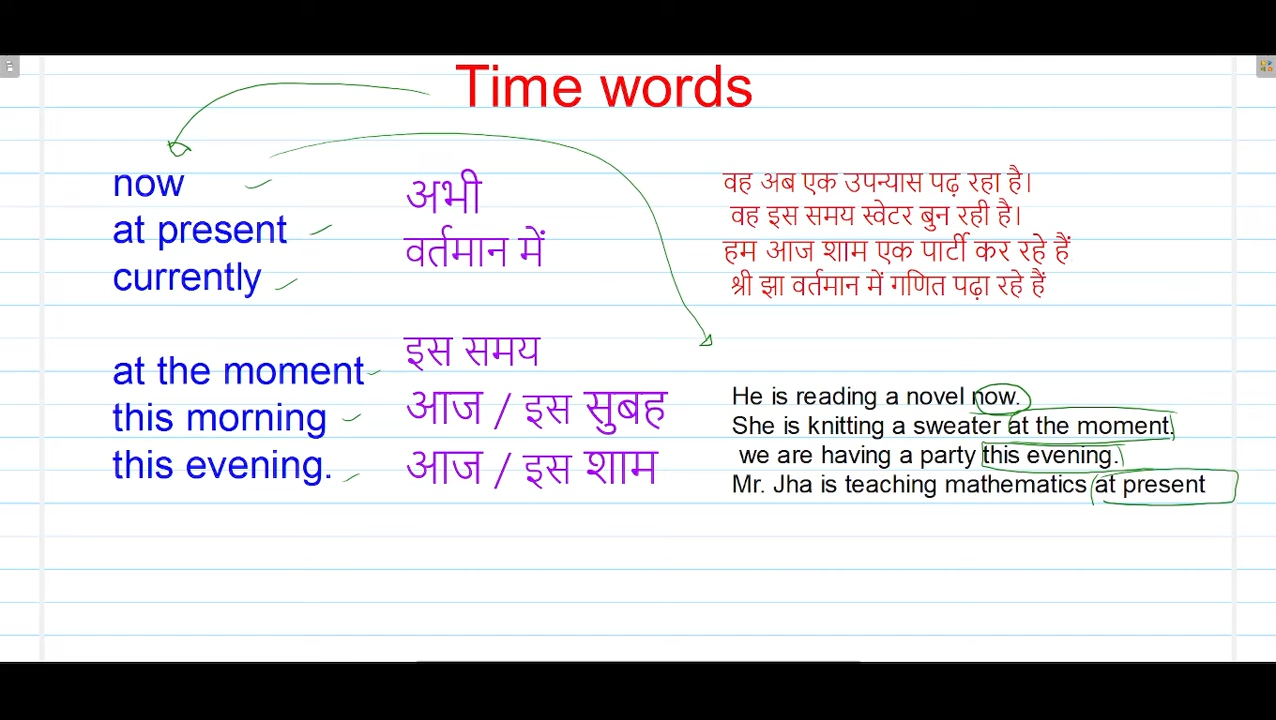 Time words
now
at present
currently
at the moment
this morning
this evening.
अभी
वर्तमान में
इस समय
आज / इस सुबह
आज / इस शाम
वह अब एक उपन्यास पढ़ रहा है।
वह इस समय स्वेटर बुन रही है।
हम आज शाम एक पार्टी कर रहे हैं
श्री झा वर्तमान में गणित पढ़ा रहे हैं
He is reading a novel now.
She is knitting a sweater at the moment.
we are having a party this evening.
Mr. Jha is teaching mathematics at present